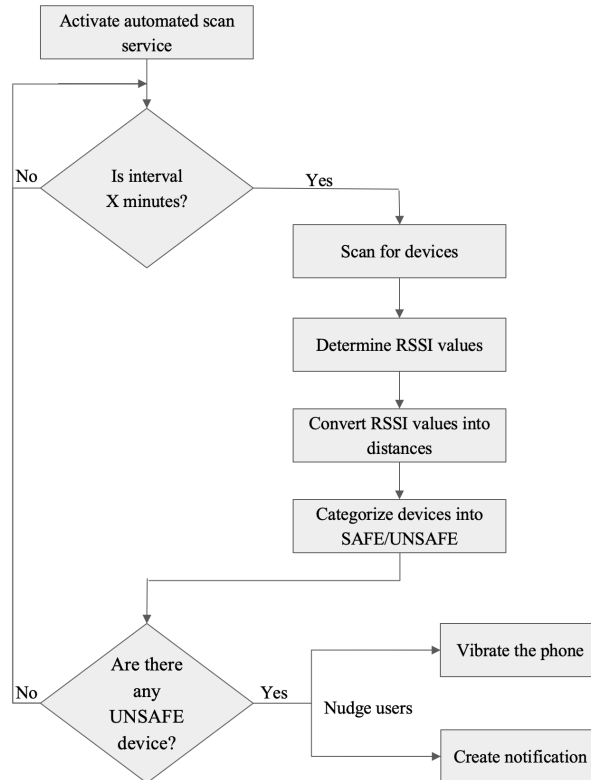 Activate automated scan
service
No
Is interval
X minutes?
Yes
Scan for devices
Determine RSSI values
Convert RSSI values into
distances
Categorize devices into
SAFE/UNSAFE
No
Are there
any
UNSAFE
device?
Yes
Nudge users
Vibrate the phone
Create notification